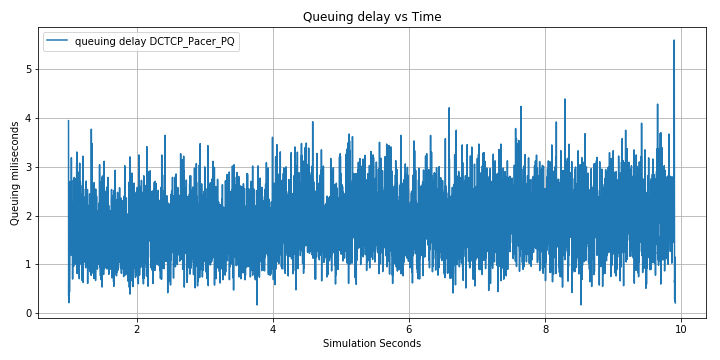 Queuing delay vs Time
queuing delay DCTCP_Pacer_PQ
Queuing miliseconds
5
4
3
2
1
0
2
4
6
8
10
Simulation Seconds